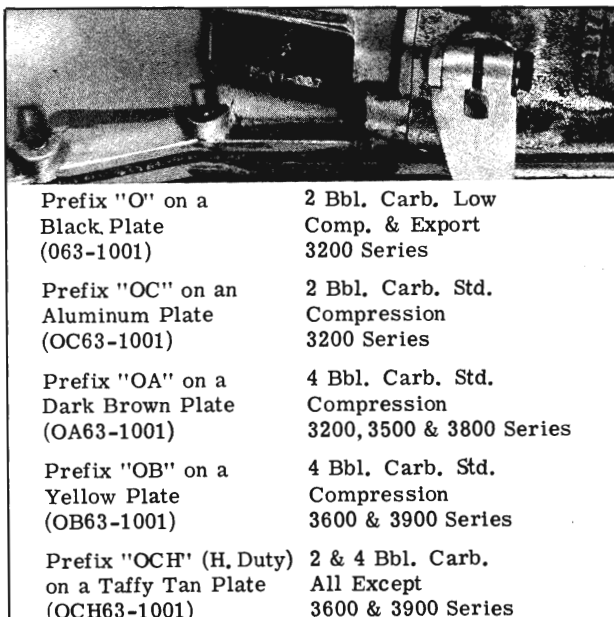 Prefix "O" on a 2 Bbl. Carb. Low
Black Plate Comp. & Export
(063-1001) 3200 Series
Prefix "OC" on an 2 Bbl. Carb. Std.
Aluminum Plate Compression
(OC63-1001) 3200 Series
Prefix "OA" on a 4 Bbl. Carb. Std.
Dark Brown Plate Compression
(OA63-1001) 3200, 3500 & 3800 Series
Prefix "OB" on a 4 Bbl. Carb. Std.
Yellow Plate Compression
(OB63-1001) 3600 & 3900 Series
Prefix "OCH" (H. Duty) 2 & 4 Bbl. Carb.
on a Taffy Tan Plate All Except
(OCH63-1001) 3600 & 3900 Series